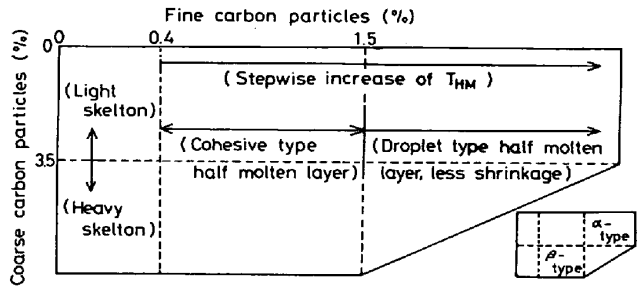 Fine carbon particles (%)
0 0.4 1.5
0
Coarse carbon particles (%)
(Stepwise increase of THM)
(Light
skelton)
(Cohesive type
half molten layer)
(Droplet type half molten
layer, less shrinkage)
3.5
(Heavy
skelton)
α-
type
β-
type